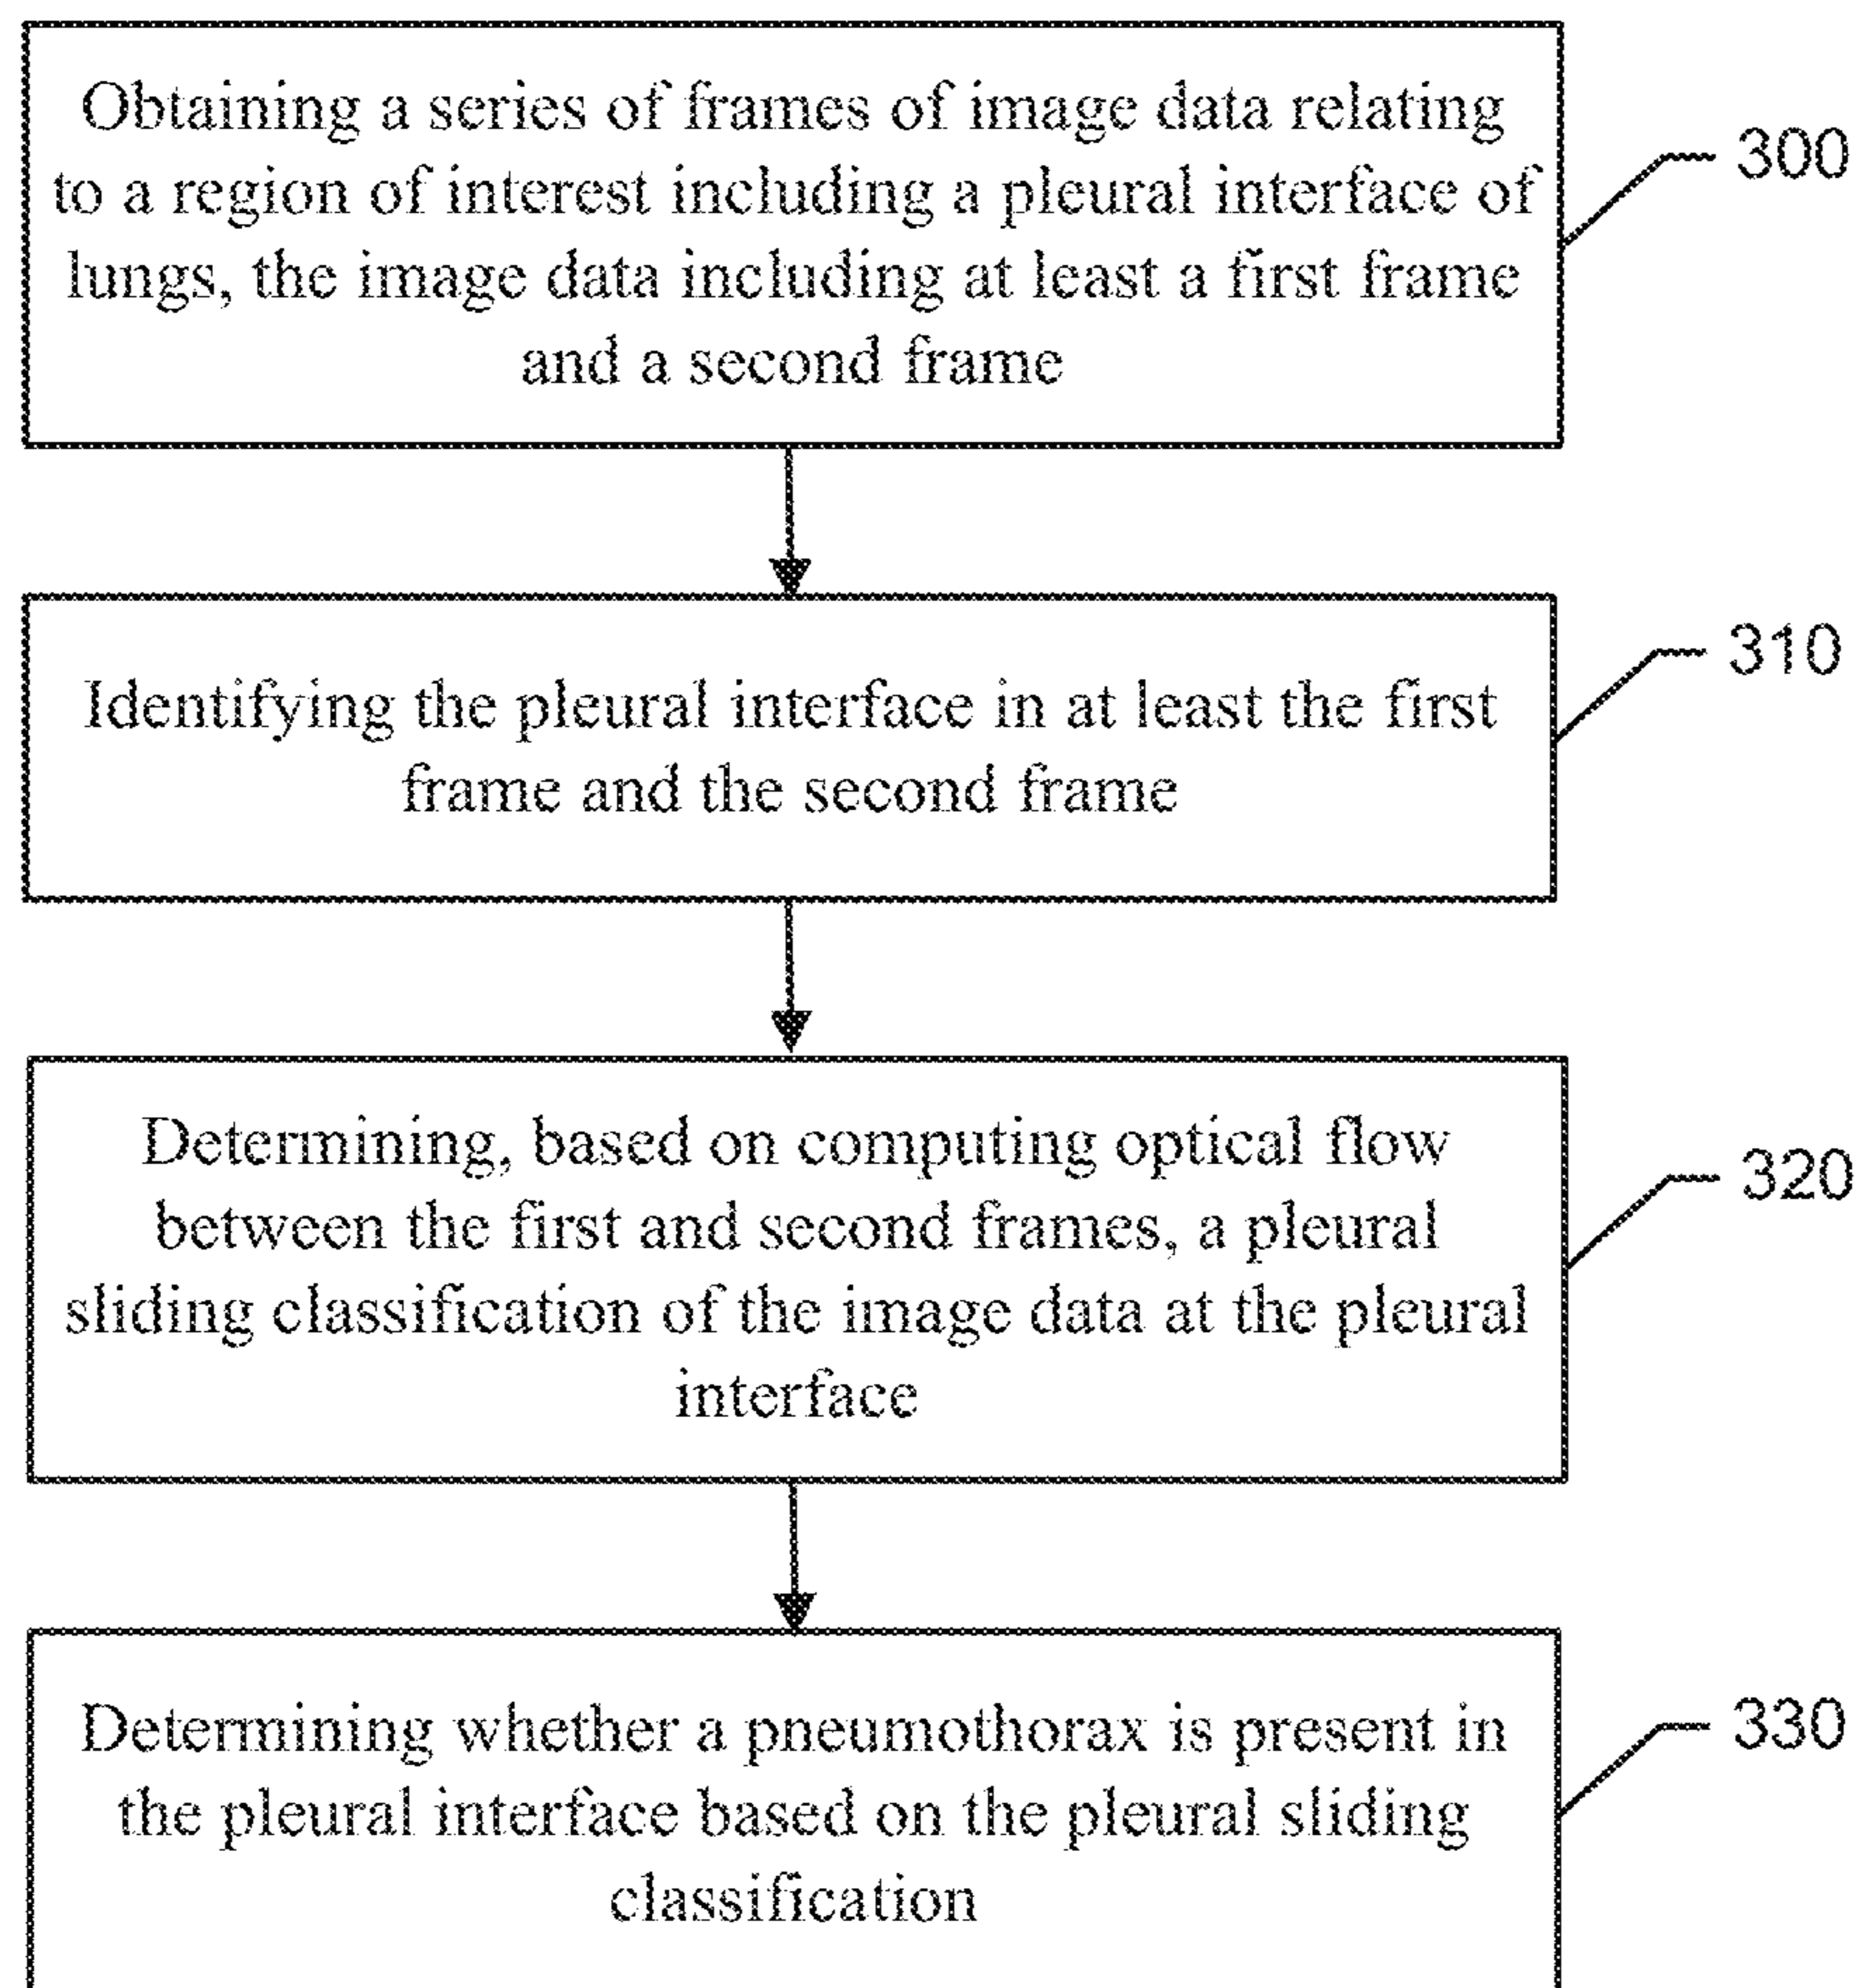 Obtaining a series of frames of image data relating
to a region of interest including a pleural interface of
lungs, the image data including at least a first frame
and a second frame
300
Identifying the pleural interface in at least the first
frame and the second frame
310
Determining, based on computing optical flow
between the first and second frames, a pleural
sliding classification of the image data at the pleural
interface
320
Determining whether a pneumothorax is present in
the pleural interface based on the pleural sliding
classification
330